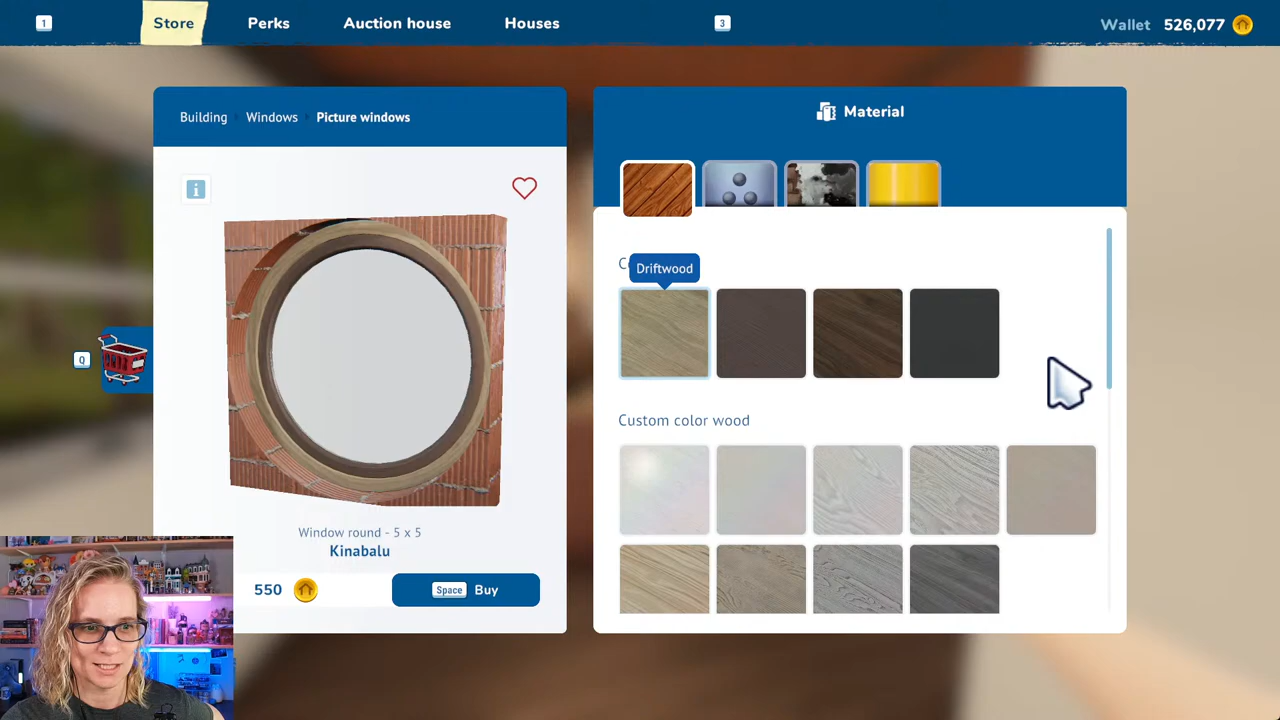 1 Store Perks Auction house Houses 3 Wallet 526,077
Building Windows Picture windows
i
Window round - 5 x 5
Kinabalu
550 Space Buy
Q
Material
Driftwood
Custom color wood